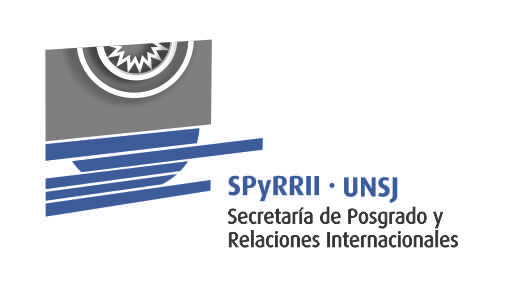 SPyRRII · UNSJ
Secretaría de Posgrado y
Relaciones Internacionales